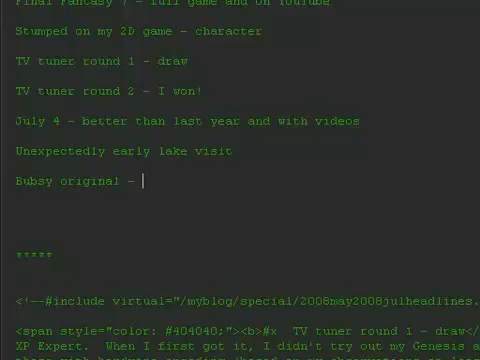 Final Fantasy 7 - full game and on YouTube
Stumped on my 2D game - character
TV tuner round 1 - draw
TV tuner round 2 - I won!
July 4 - better than last year and with videos
Unexpectedly early lake visit
Bubsy original -
*****
<!--#include virtual="/myblog/special/2008may2008julheadlines.
<span style="color: #404040;"><b>#x  TV tuner round 1 - draw</
XP Expert.  When I first got it, I didn't try out my Genesis a